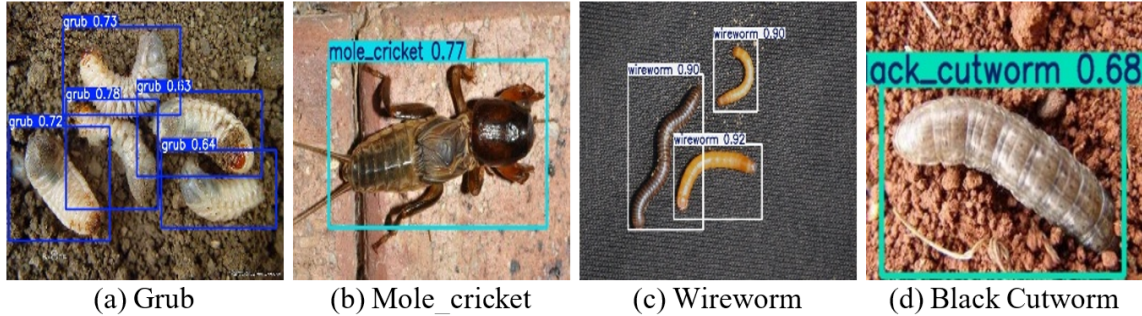 grub 0.73
grub 0.63
grub 0.78
grub 0.72
grub 0.64
(a) Grub
mole_cricket 0.77
(b) Mole_cricket
wireworm 0.90
wireworm 0.90
wireworm 0.92
(c) Wireworm
ack_cutworm 0.68
(d) Black Cutworm